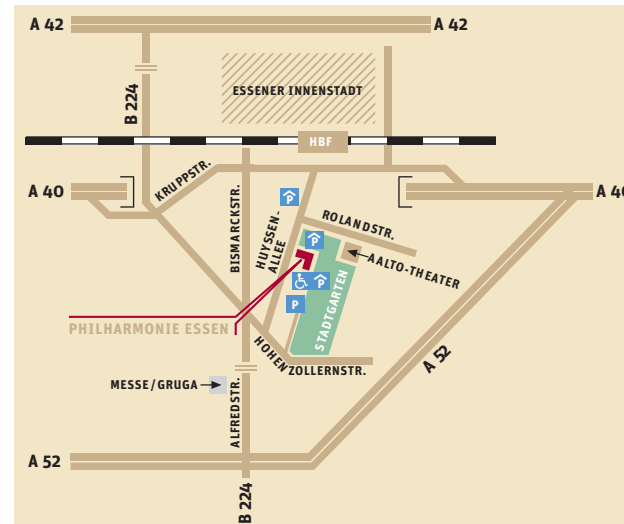 A 42
A 42
B 224
ESSENER INNENSTADT
HBF
A 40
KRUPPSTR.
A 40
P
BISMARCKSTR.
HUYSSEN-
ALLEE
ROLANDSTR.
P
AALTO-THEATER
P
P
STADTGARTEN
PHILHARMONIE ESSEN
HOHEN
ZOLLERNSTR.
A 52
MESSE/GRUGA
ALFREDSTR.
A 52
B 224